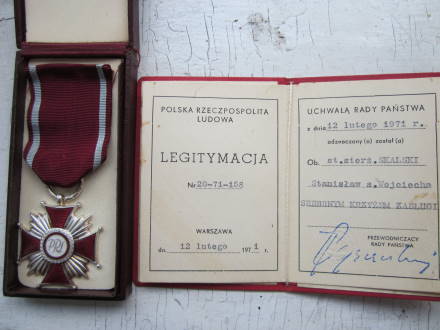 PRL
POLSKA RZECZPOSPOLITA
LUDOWA
LEGITYMACJA
Nr 20-71-158
WARSZAWA
dn. 12 lutego 1971 r.
UCHWAŁĄ RADY PAŃSTWA
z dnia 12 lutego 1971 r.
odznaczony (a) został (a)
Ob. st.sierż. SKALSKI
Stanisław s. Wojciecha
SREBRNYM KRZYŻEM ZASŁUGI
PRZEWODNICZĄCY
RADY PAŃSTWA